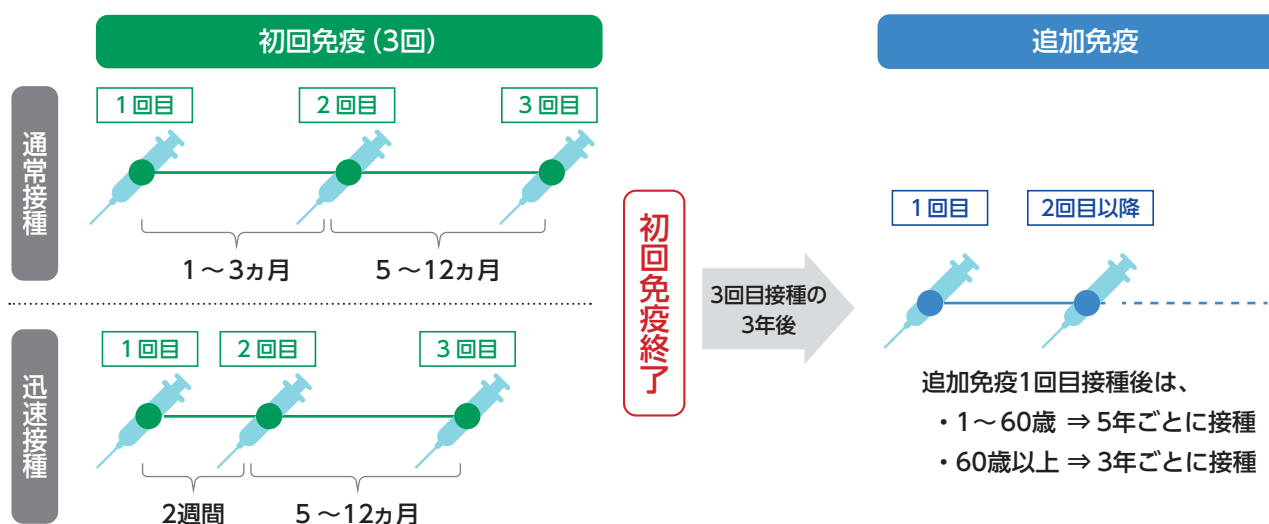 初回免疫(3回)
追加免疫
通常接種
1回目
2回目
3回目
1～3ヵ月
5～12ヵ月
迅速接種
1回目
2回目
3回目
2週間
5～12ヵ月
初回免疫終了
3回目接種の
3年後
1回目
2回目以降
追加免疫1回目接種後は、
・1～60歳 ⇒ 5年ごとに接種
・60歳以上 ⇒ 3年ごとに接種